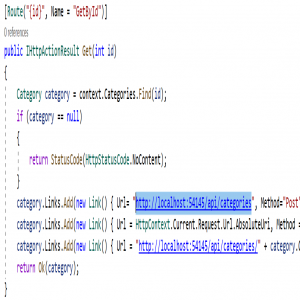 [Route("{id}", Name = "GetById")]
0 references
public IHttpActionResult Get(int id)
{
Category category = context.Categories.Find(id);
if (category == null)
{
return StatusCode(HttpStatusCode.NoContent);
}
category.Links.Add(new Link() { Url= "http://localhost:54145/api/categories", Method="Post"
category.Links.Add(new Link() { Url = HttpContext.Current.Request.Url.AbsoluteUri, Method =
category.Links.Add(new Link() { Url = "http://localhost:54145/api/categories/" + category.
return Ok(category);
}